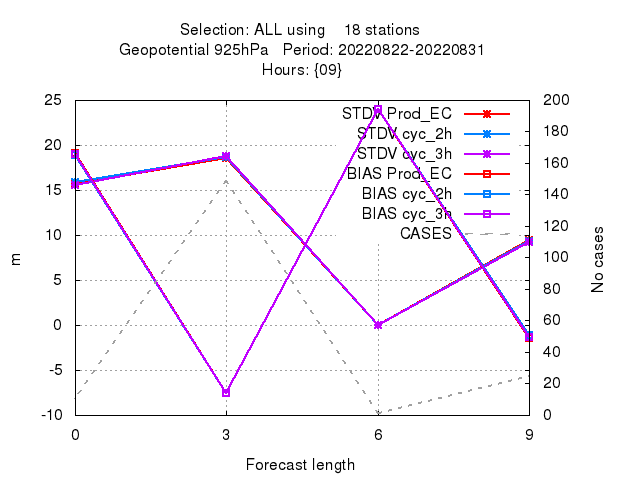 Selection: ALL using    18 stations
Geopotential 925hPa   Period: 20220822-20220831
Hours: {09}
25
20
15
10
5
0
-5
-10
m
STDV Prod_EC
STDV cyc_2h
STDV cyc_3h
BIAS Prod_EC
BIAS cyc_2h
BIAS cyc_3h
CASES
200
180
160
140
120
100
80
60
40
20
0
No cases
0 3 6 9
Forecast length